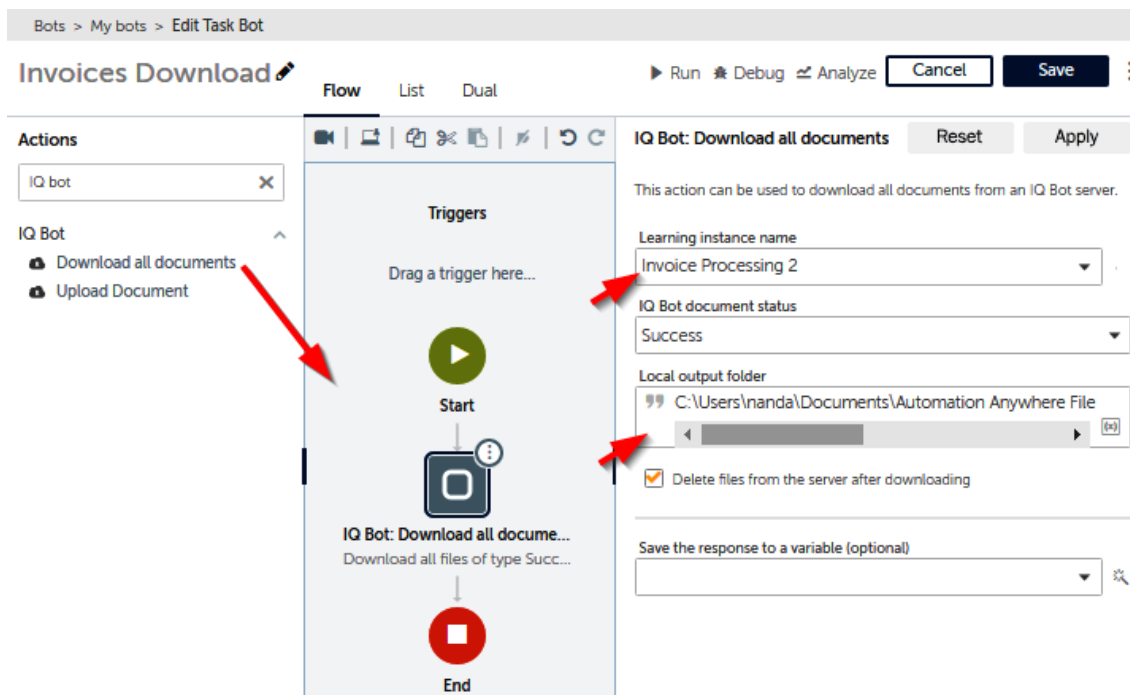 Bots > My bots > Edit Task Bot
Invoices Download
Flow List Dual
Run Debug Analyze Cancel Save
Actions
IQ bot
IQ Bot
Download all documents
Upload Document
Triggers
Drag a trigger here...
Start
IQ Bot: Download all docume...
Download all files of type Succ...
End
IQ Bot: Download all documents Reset Apply
This action can be used to download all documents from an IQ Bot server.
Learning instance name
Invoice Processing 2
IQ Bot document status
Success
Local output folder
C:\Users\nanda\Documents\Automation Anywhere File
(x)
Delete files from the server after downloading
Save the response to a variable (optional)